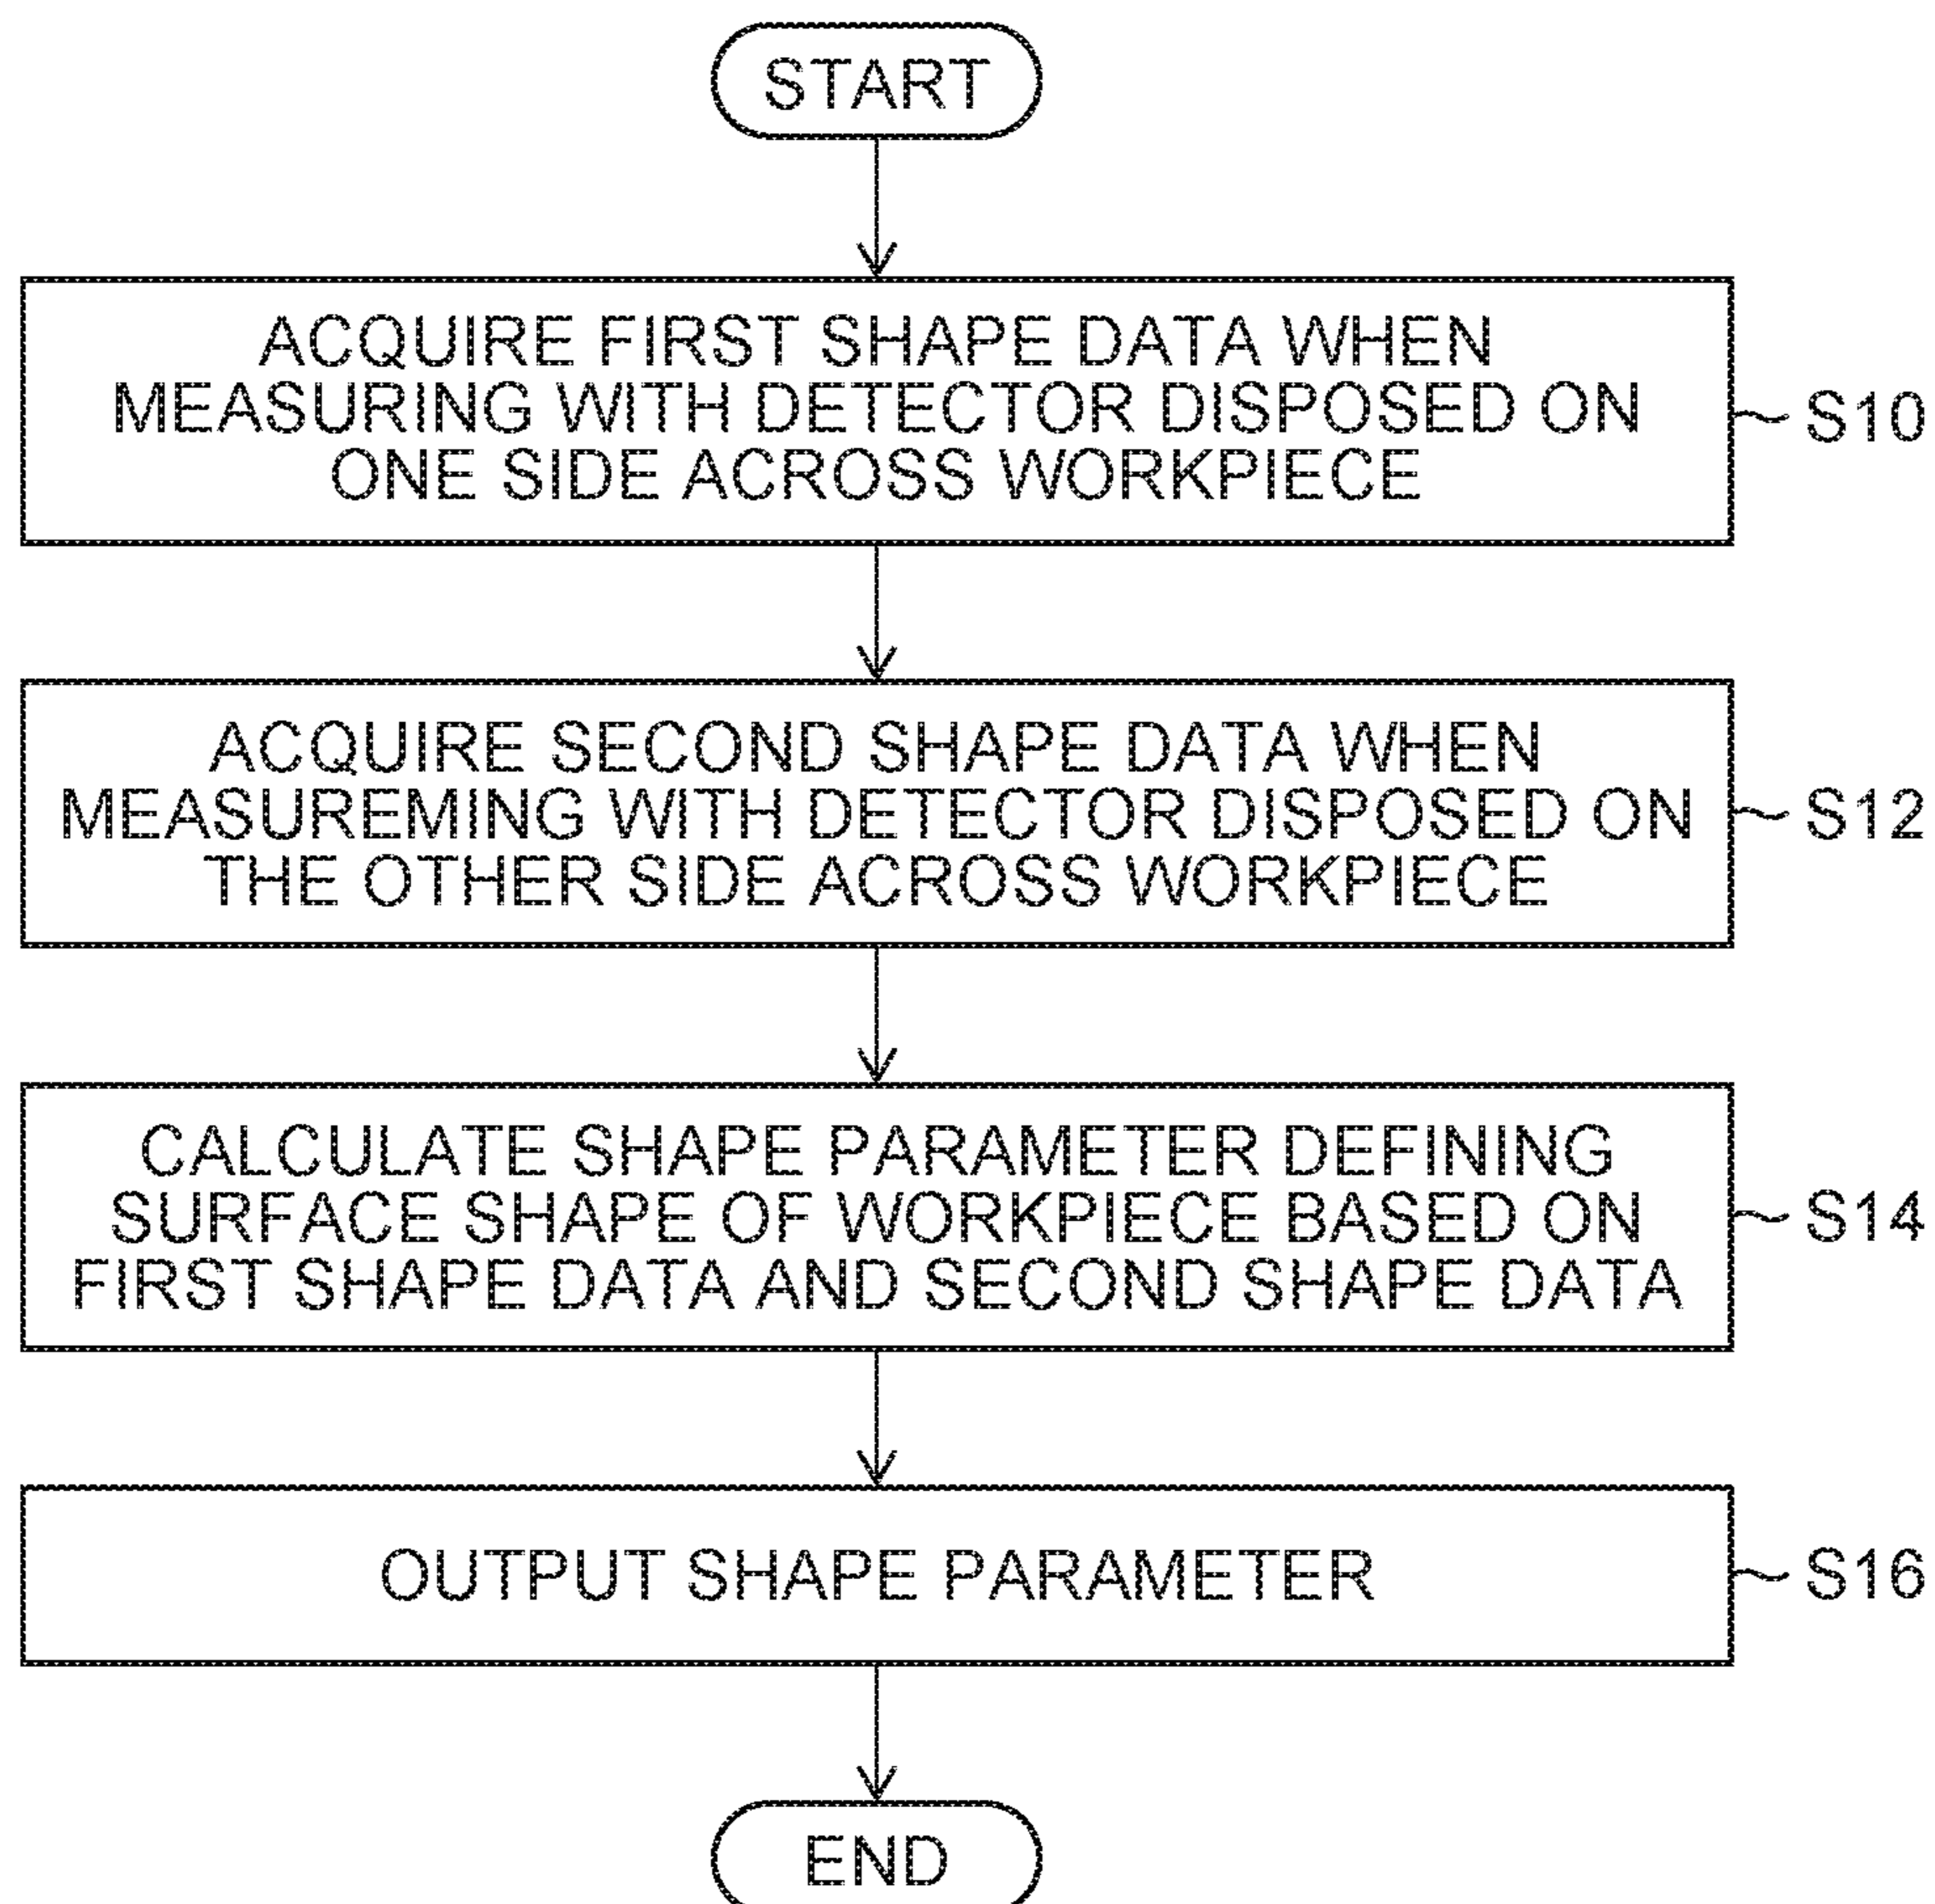 START
ACQUIRE FIRST SHAPE DATA WHEN
MEASURING WITH DETECTOR DISPOSED ON
ONE SIDE ACROSS WORKPIECE
S10
ACQUIRE SECOND SHAPE DATA WHEN
MEASUREMING WITH DETECTOR DISPOSED ON
THE OTHER SIDE ACROSS WORKPIECE
S12
CALCULATE SHAPE PARAMETER DEFINING
SURFACE SHAPE OF WORKPIECE BASED ON
FIRST SHAPE DATA AND SECOND SHAPE DATA
S14
OUTPUT SHAPE PARAMETER
S16
END